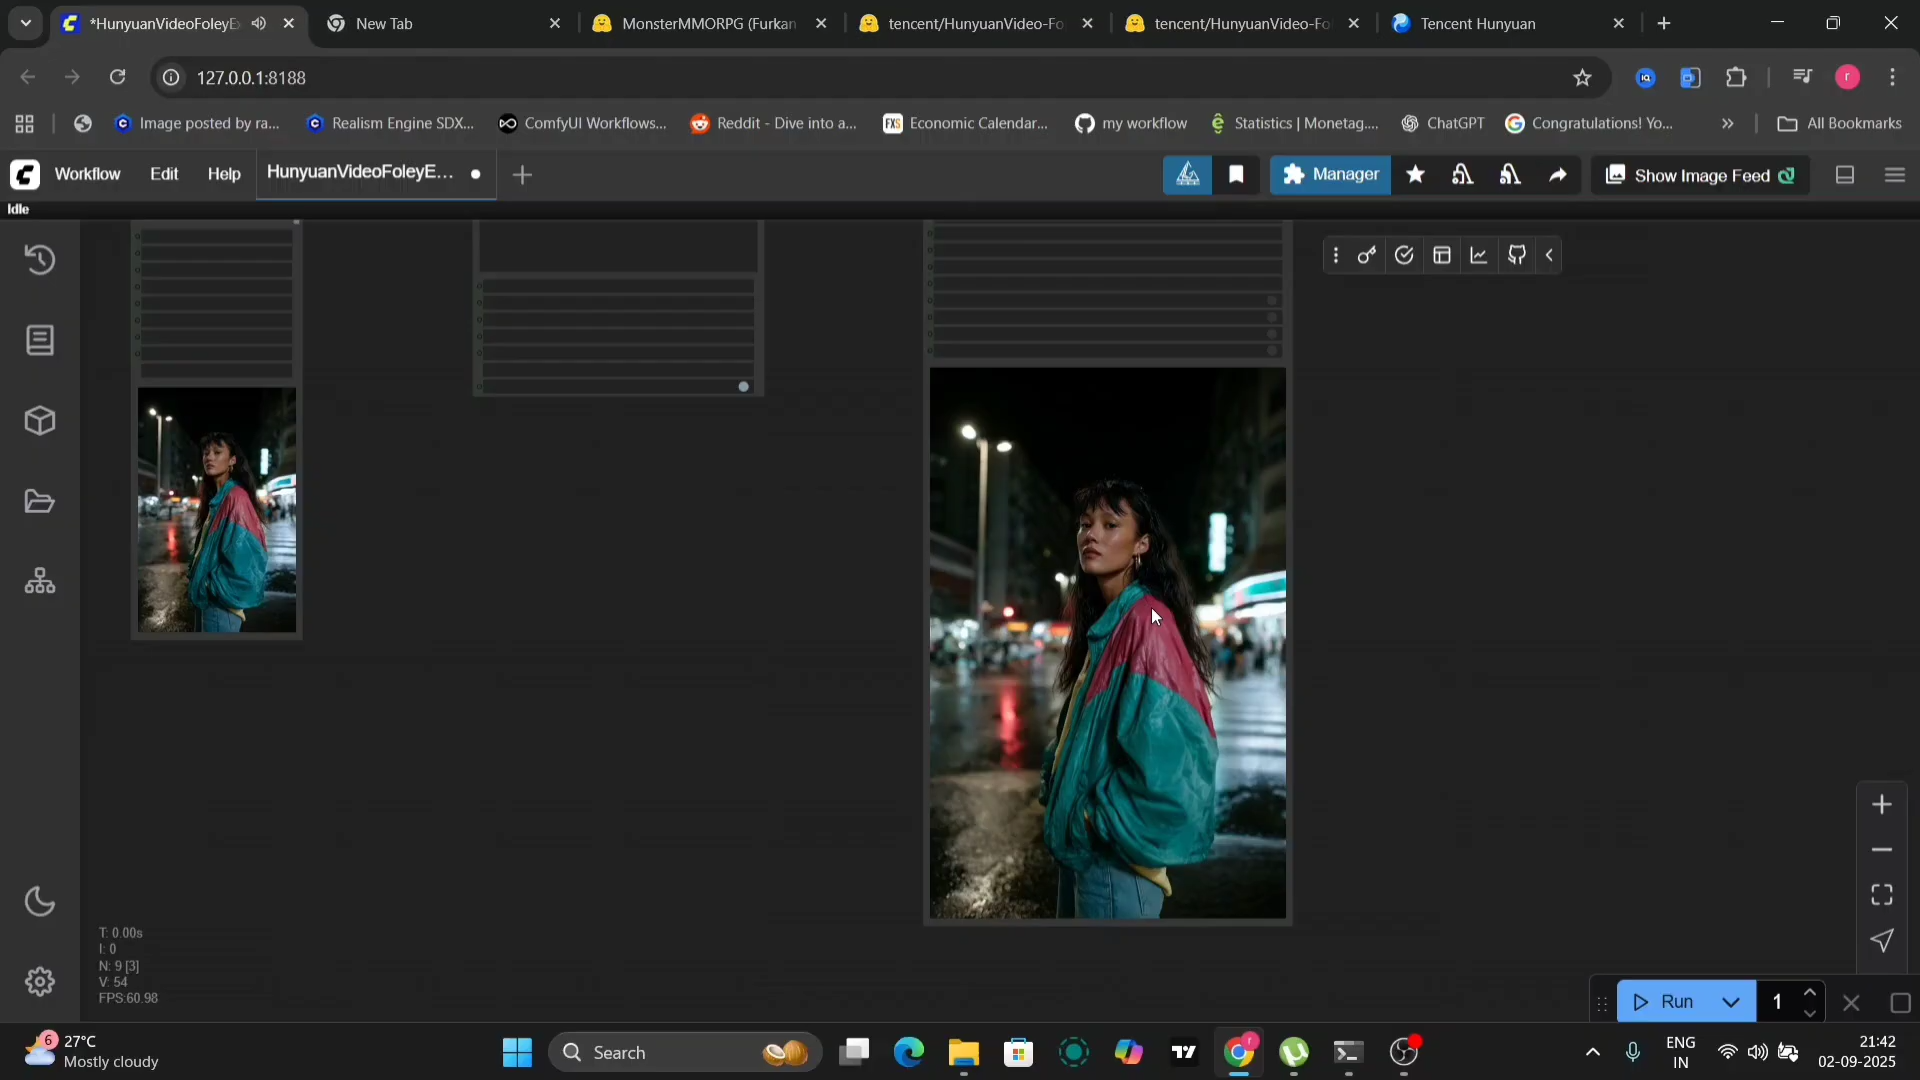 *HunyuanVideoFoleyE
New Tab
MonsterMMORPG (Furkan
tencent/HunyuanVideo-Fo
tencent/HunyuanVideo-Fo
Tencent Hunyuan
127.0.0.1:8188
r
Image posted by ra...
Realism Engine SDX...
ComfyUI Workflows...
Reddit - Dive into a...
FXS
Economic Calendar...
my workflow
Statistics | Monetag....
ChatGPT
Congratulations! Yo...
All Bookmarks
Workflow
Edit
Help
HunyuanVideoFoleyE...
Manager
Show Image Feed
Idle
T: 0.00s
I: 0
N: 9 [3]
V: 54
FPS:60.98
Run
1
6
27°C
Mostly cloudy
Search
ENG
IN
21:42
02-09-2025